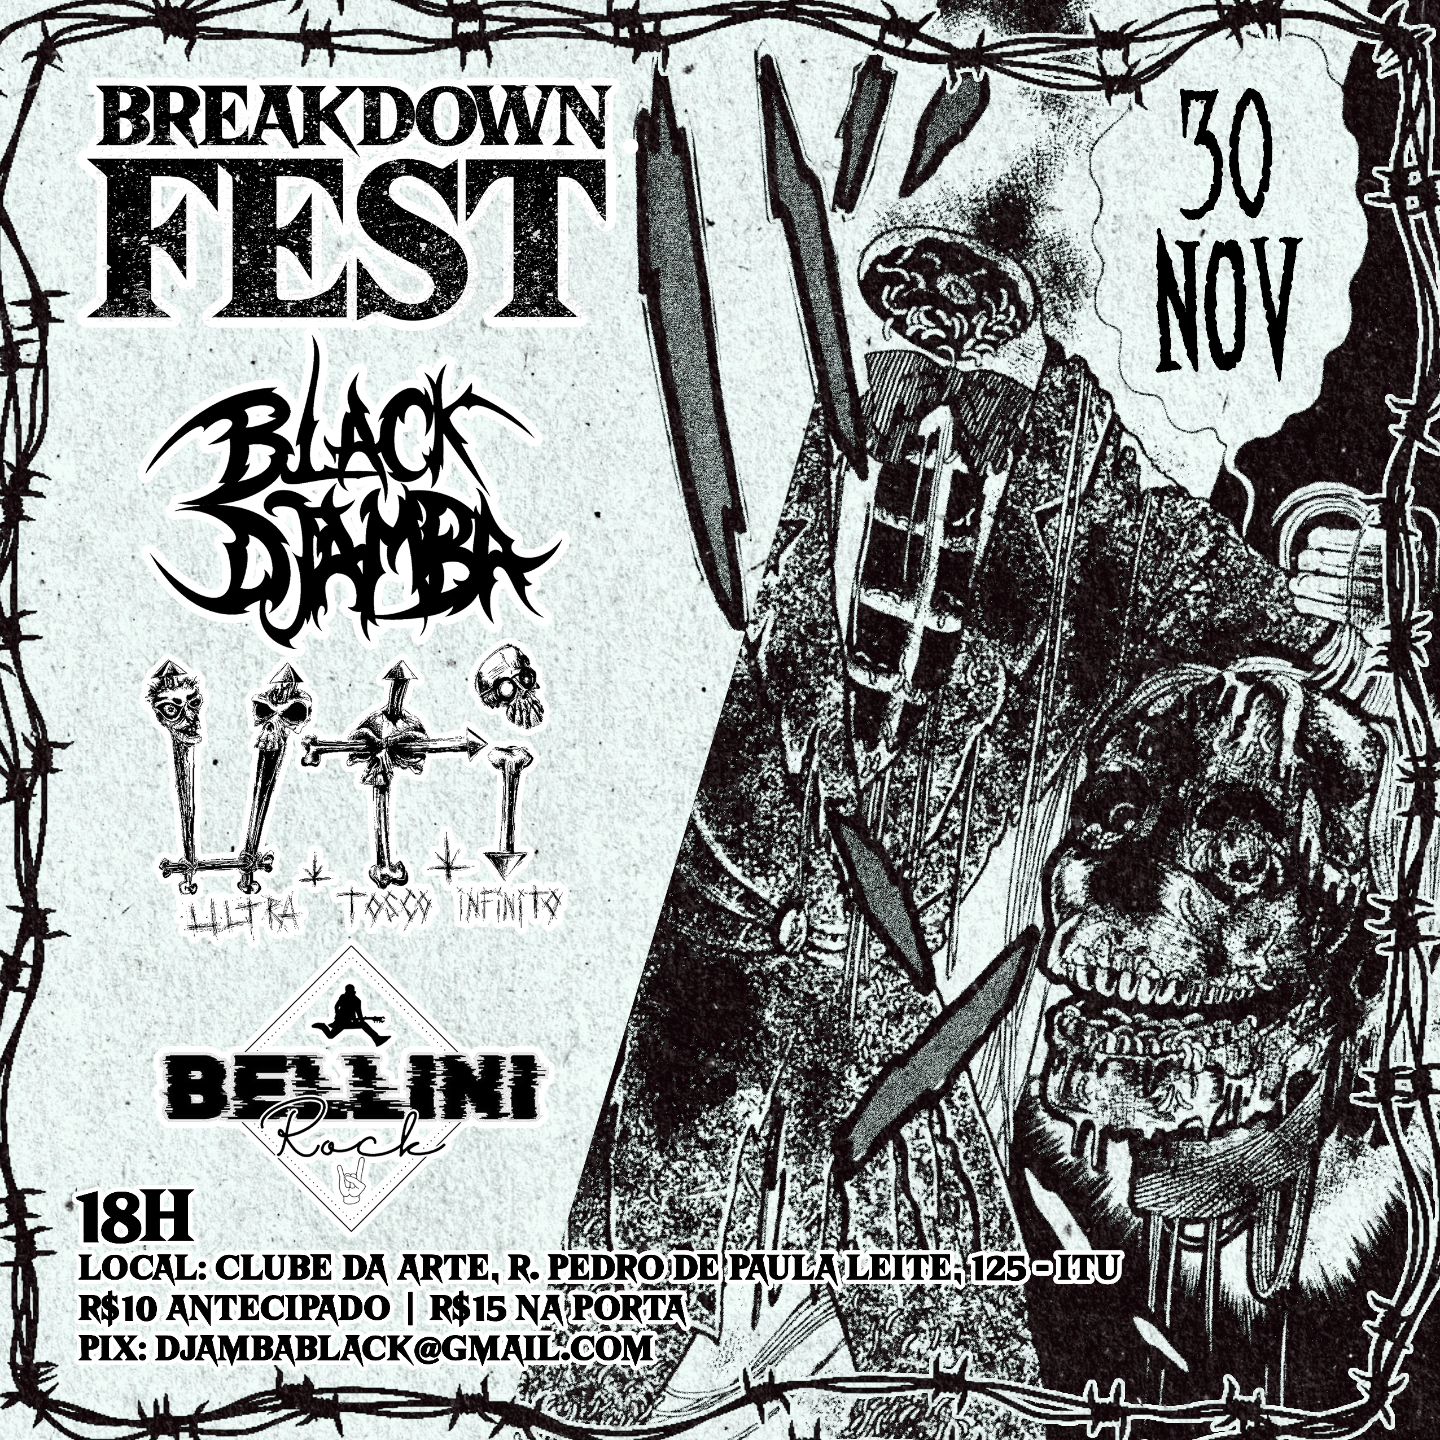 BREAKDOWN
FEST
30
NOV
BLACK
DJAMBA
UTI
ULTRA TOSCO INFINITO
BELLINI
Rock
18H
LOCAL: CLUBE DA ARTE, R. PEDRO DE PAULA LEITE, 125 - ITU
R$10 ANTECIPADO | R$15 NA PORTA
PIX: DJAMBABLACK@GMAIL.COM